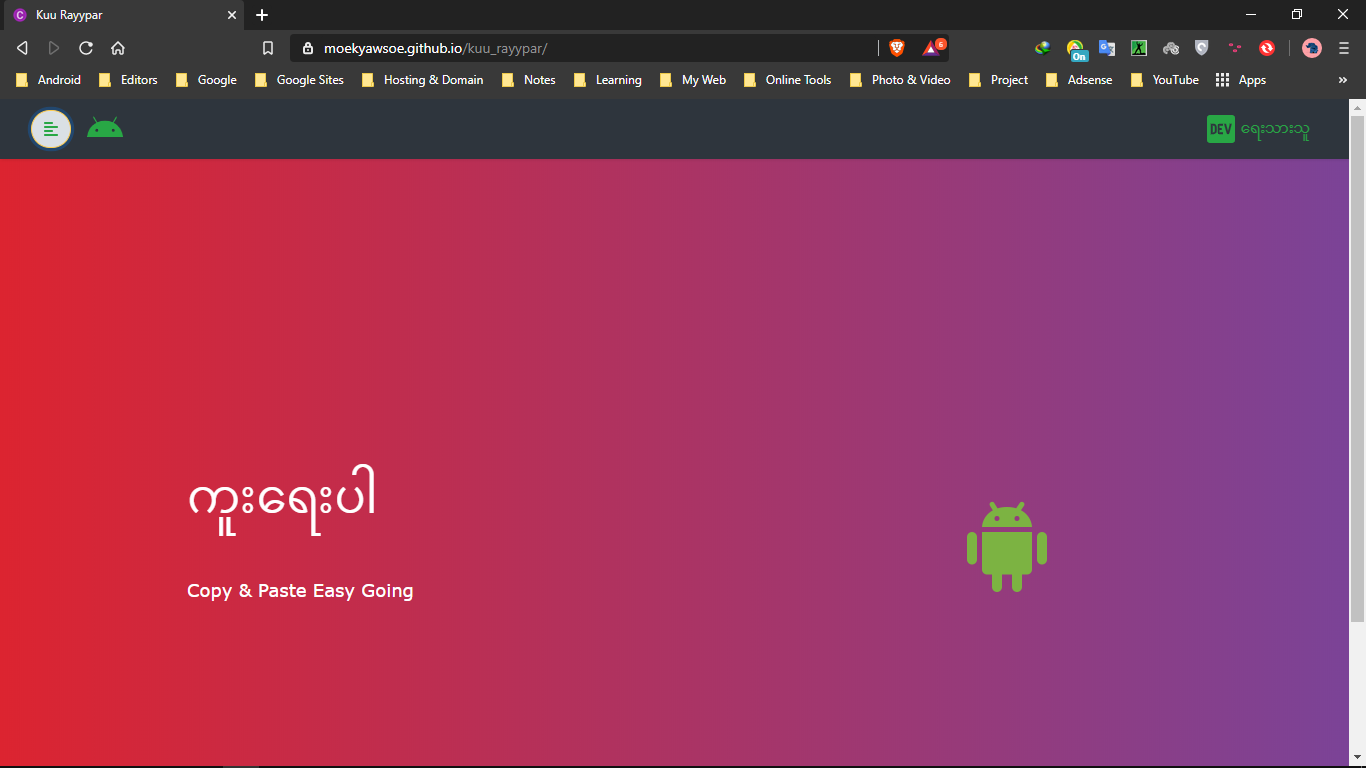 Kuu Rayypar
moekyawsoe.github.io/kuu_rayypar/
6
On
Android Editors Google Google Sites Hosting & Domain Notes Learning My Web Online Tools Photo & Video Project Adsense YouTube Apps
DEV ရေးသားသူ
ကူးရေးပါ
Copy & Paste Easy Going